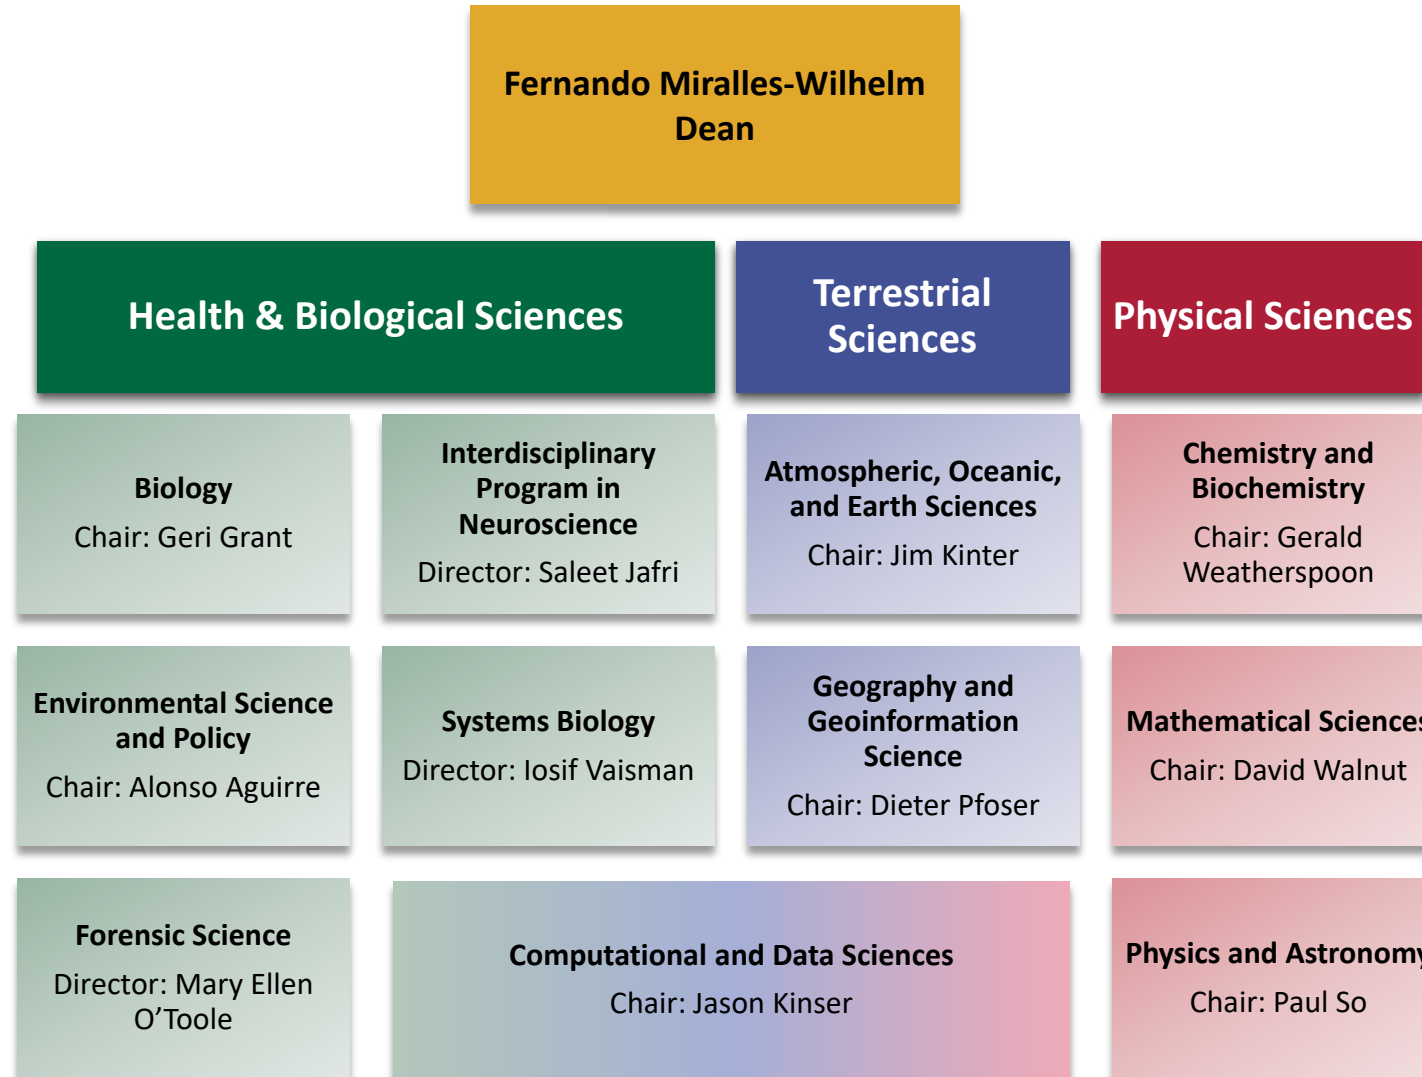 Fernando Miralles-Wilhelm
Dean
Health & Biological Sciences
Terrestrial
Sciences
Physical Sciences
Biology
Chair: Geri Grant
Interdisciplinary
Program in
Neuroscience
Director: Saleet Jafri
Atmospheric, Oceanic,
and Earth Sciences
Chair: Jim Kinter
Chemistry and
Biochemistry
Chair: Gerald
Weatherspoon
Environmental Science
and Policy
Chair: Alonso Aguirre
Systems Biology
Director: Iosif Vaisman
Geography and
Geoinformation
Science
Chair: Dieter Pfoser
Mathematical Sciences
Chair: David Walnut
Forensic Science
Director: Mary Ellen
O’Toole
Computational and Data Sciences
Chair: Jason Kinser
Physics and Astronomy
Chair: Paul So